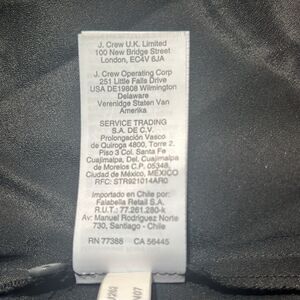 J. Crew U.K. Limited
100 New Bridge Street
London, EC4V 6JA
J. Crew Operating Corp
251 Little Falls Drive
USA DE19808 Wilmington
Delaware
Verenidge Staten Van
Amerika
SERVICE TRADING
S.A. DE C.V.
Prolongación Vasco
de Quiroga 4800, Torre 2.
Piso 3 Col. Santa Fe
Cuajimalpa, Del. Cuajimalpa
de Morelos C.P. 05348,
Ciudad de México, MEXICO
RFC: STR921014AR0
Importado en Chile por:
Falabella Retail S.A.
R.U.T.: 77.261.280-k
Av: Manuel Rodriguez Norte
730, Santiago - Chile
RN 77388 CA 56445